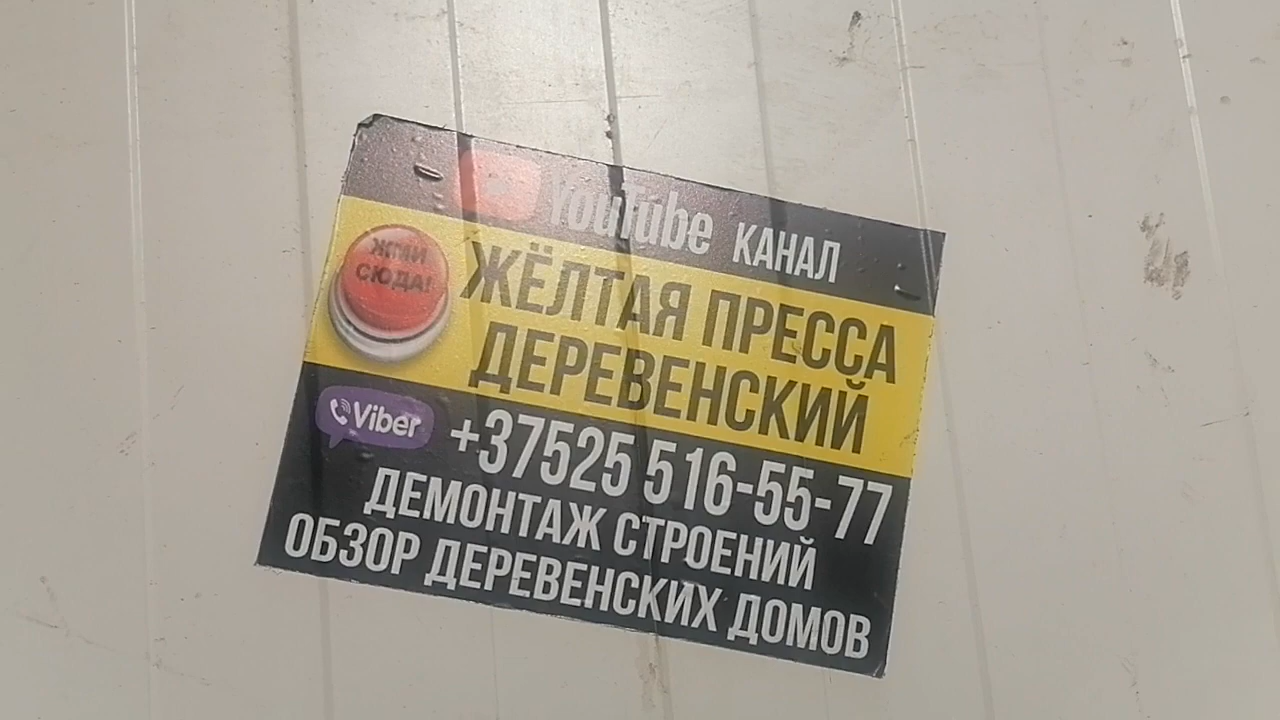 YouTube КАНАЛ
ЖМИ
СЮДА!
ЖЁЛТАЯ ПРЕССА
ДЕРЕВЕНСКИЙ
Viber +37525 516-55-77
ДЕМОНТАЖ СТРОЕНИЙ
ОБЗОР ДЕРЕВЕНСКИХ ДОМОВ